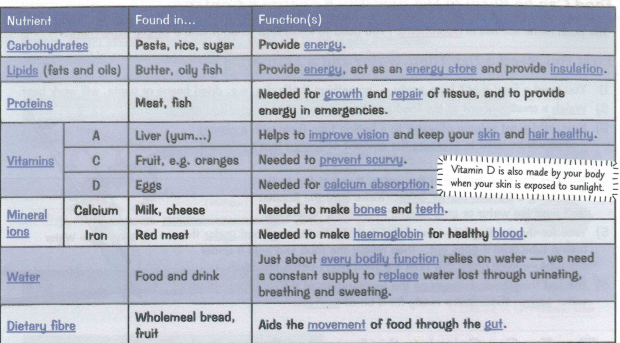 Nutrient Found in... Function(s)
Carbohydrates Pasta, rice, sugar Provide energy.
Lipids (fats and oils) Butter, oily fish Provide energy, act as an energy store and provide insulation.
Proteins Meat, fish Needed for growth and repair of tissue, and to provide
energy in emergencies.
Vitamins
A Liver (yum...) Helps to improve vision and keep your skin and hair healthy.
C Fruit, e.g. oranges Needed to prevent scurvy.
D Eggs Needed for calcium absorption.
Vitamin D is also made by your body
when your skin is exposed to sunlight.
Mineral
ions
Calcium Milk, cheese Needed to make bones and teeth.
Iron Red meat Needed to make haemoglobin for healthy blood.
Water Food and drink Just about every bodily function relies on water — we need
a constant supply to replace water lost through urinating,
breathing and sweating.
Dietary fibre Wholemeal bread,
fruit
Aids the movement of food through the gut.